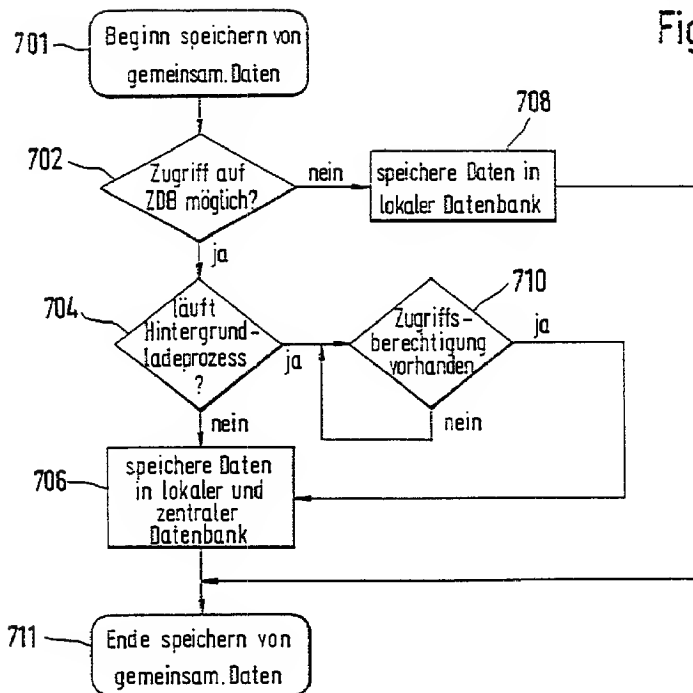 Fig
701
Beginn speichern von
gemeinsam. Daten
708
702
Zugriff auf
ZDB möglich?
nein
speichere Daten in
lokaler Datenbank
ja
710
704
läuft
Hintergrund-
ladeprozess
?
ja
Zugriffs-
berechtigung
vorhanden
ja
nein
nein
706
speichere Daten
in lokaler und
zentraler
Datenbank
711
Ende speichern von
gemeinsam. Daten